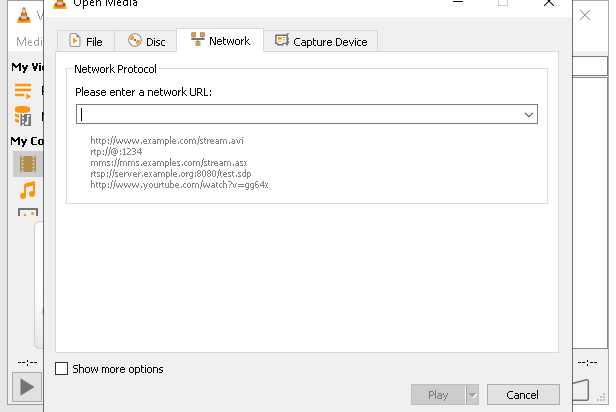 Open Media
Medi
File
Disc
Network
Capture Device
My Vi
Network Protocol
Please enter a network URL:
My Co
http://www.example.com/stream.avi
rtp://@:1234
mms://mms.examples.com/stream.asx
rtsp://server.example.org:8080/test.sdp
http://www.yourtube.com/watch?v=gg64x
--:--
--:--
Show more options
Play
Cancel